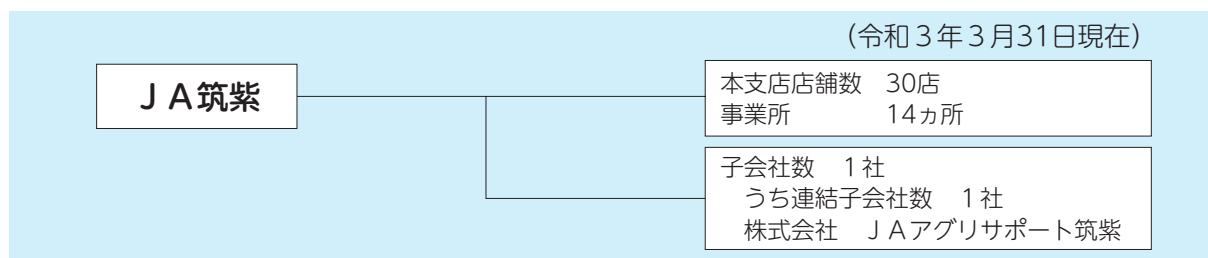 （令和３年３月31日現在）
ＪＡ筑紫
本支店店舗数　30店
事業所　　　　14ヵ所
子会社数　１社
　うち連結子会社数　１社
　株式会社　ＪＡアグリサポート筑紫